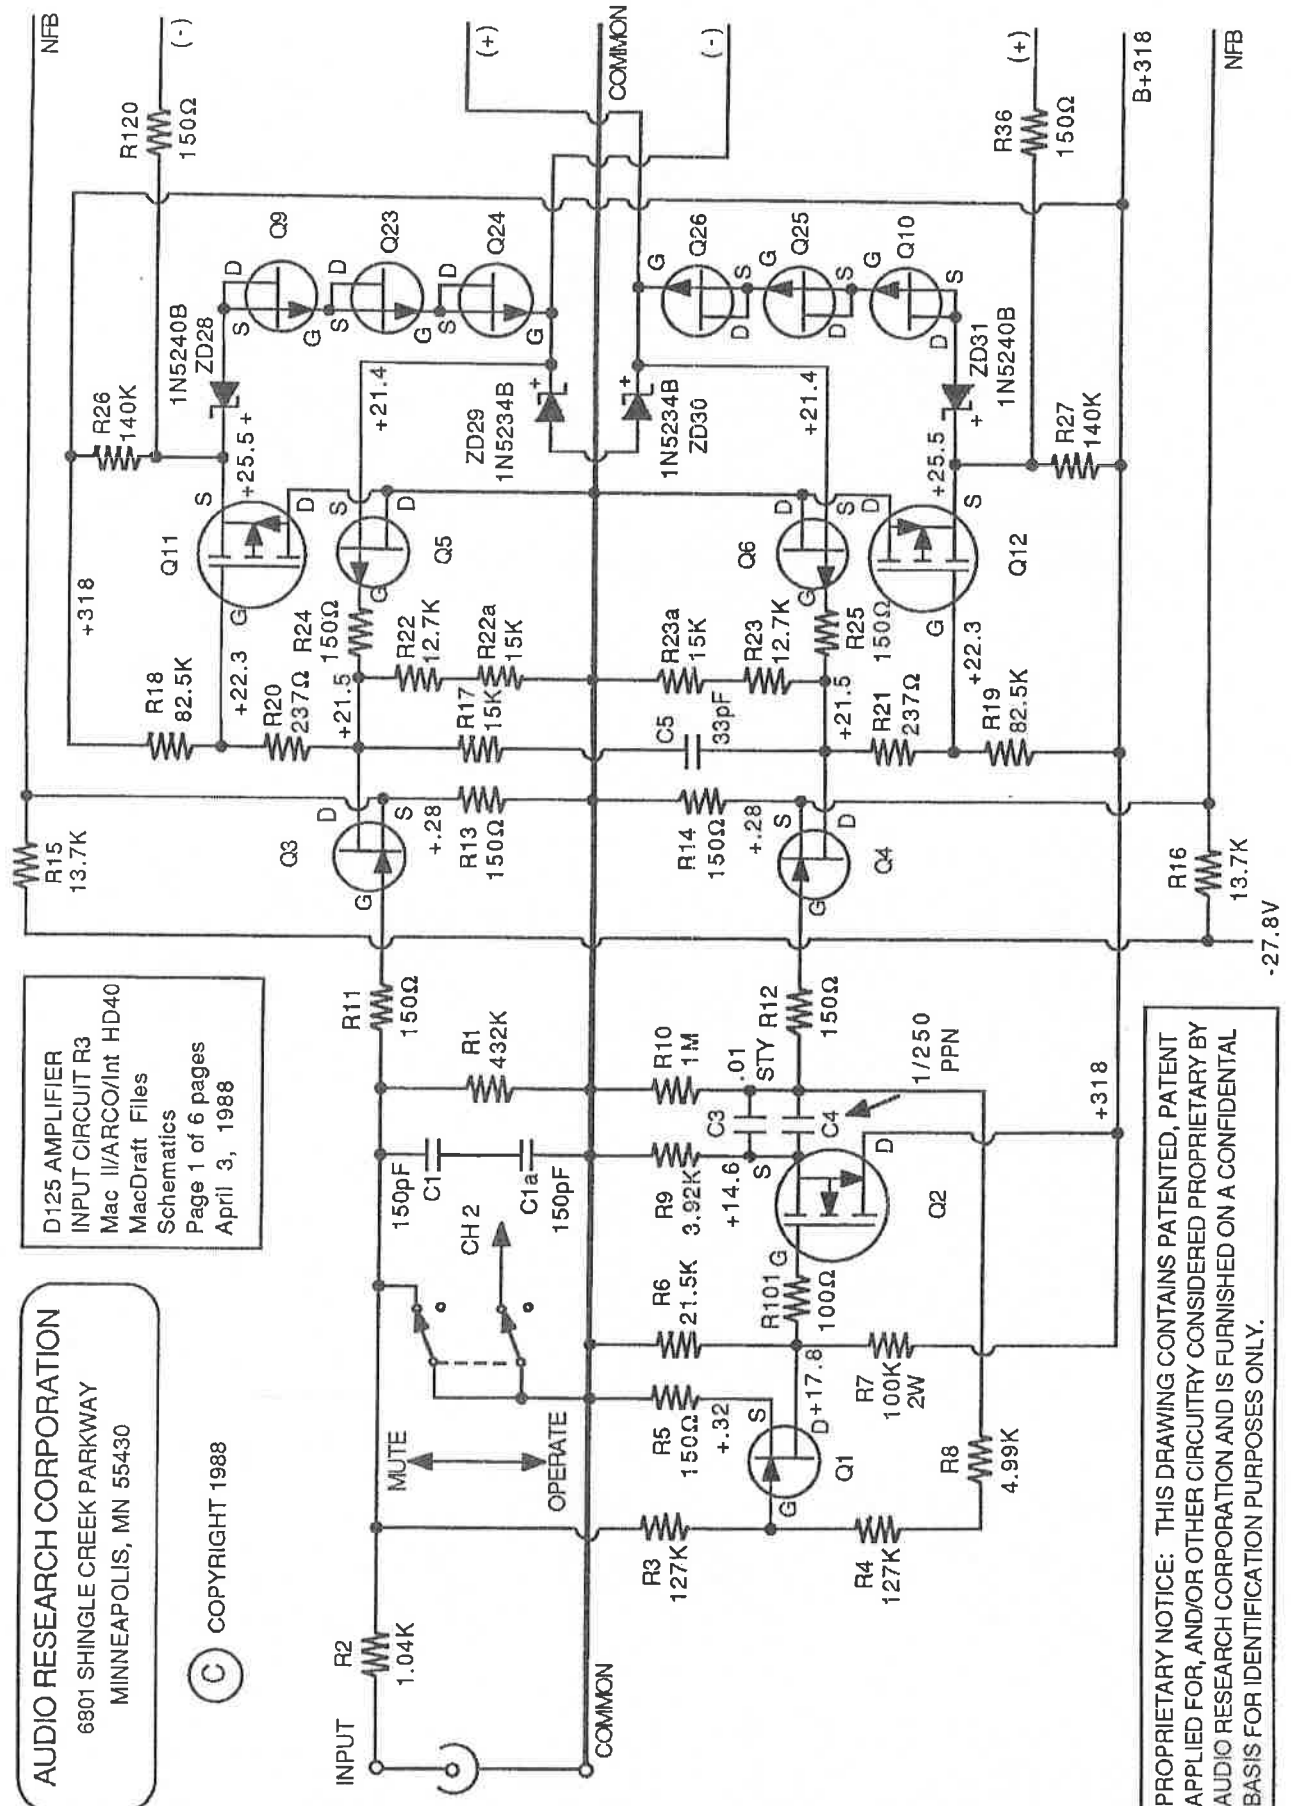 AUDIO RESEARCH CORPORATION
6801 SHINGLE CREEK PARKWAY
MINNEAPOLIS, MN 55430
C COPYRIGHT 1988
D125 AMPLIFIER
INPUT CIRCUIT R3
Mac II/ARCO/Int HD40
MacDraft Files
Schematics
Page 1 of 6 pages
April 3, 1988
R15
13.7K
NFB
R120
150Ω
(-)
R26
140K
1N5240B
ZD28
+318
R18
82.5K
+22.3
Q11
G
S
D
+25.5 +
S
D
G
Q9
S
D
G
Q23
S
D
G
Q24
(+)
COMMON
(-)
R20
237Ω
+21.5
R24
150Ω
G
S
D
Q5
+21.4
ZD29
1N5234B
+
+
1N5234B
ZD30
R22
12.7K
R22a
15K
R17
15K
Q3
G
D
S
+.28
R13
150Ω
R11
150Ω
INPUT
R2
1.04K
COMMON
MUTE
OPERATE
CH 2
150pF
C1
C1a
150pF
R1
432K
R3
127K
R4
127K
R5
150Ω
+.32
S
D
+17.8
G
Q1
R6
21.5K
R101
100Ω
G
R7
100K
2W
R8
4.99K
R9
3.92K
+14.6
S
D
Q2
C3
.01
STY
C4
1/250
PPN
R10
1M
R12
150Ω
R14
150Ω
+.28
S
D
G
Q4
C5
33pF
R23a
15K
R23
12.7K
+21.5
R25
150Ω
G
D
S
Q6
+21.4
R21
237Ω
+22.3
R19
82.5K
G
D
S
Q12
+25.5
+
ZD31
1N5240B
R27
140K
G
Q26
D
S
G
Q25
D
S
G
Q10
S
D
R36
150Ω
(+)
B+318
+318
R16
13.7K
-27.8V
NFB
PROPRIETARY NOTICE: THIS DRAWING CONTAINS PATENTED, PATENT
APPLIED FOR, AND/OR OTHER CIRCUITRY CONSIDERED PROPRIETARY BY
AUDIO RESEARCH CORPORATION AND IS FURNISHED ON A CONFIDENTAL
BASIS FOR IDENTIFICATION PURPOSES ONLY.